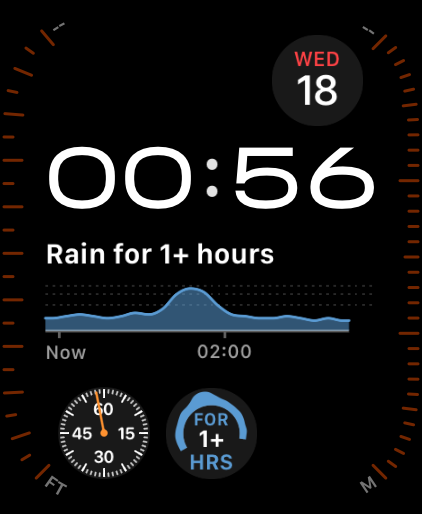 --
--
WED
18
00:56
Rain for 1+ hours
Now
02:00
60
45
15
30
FOR
1+
HRS
FT
M